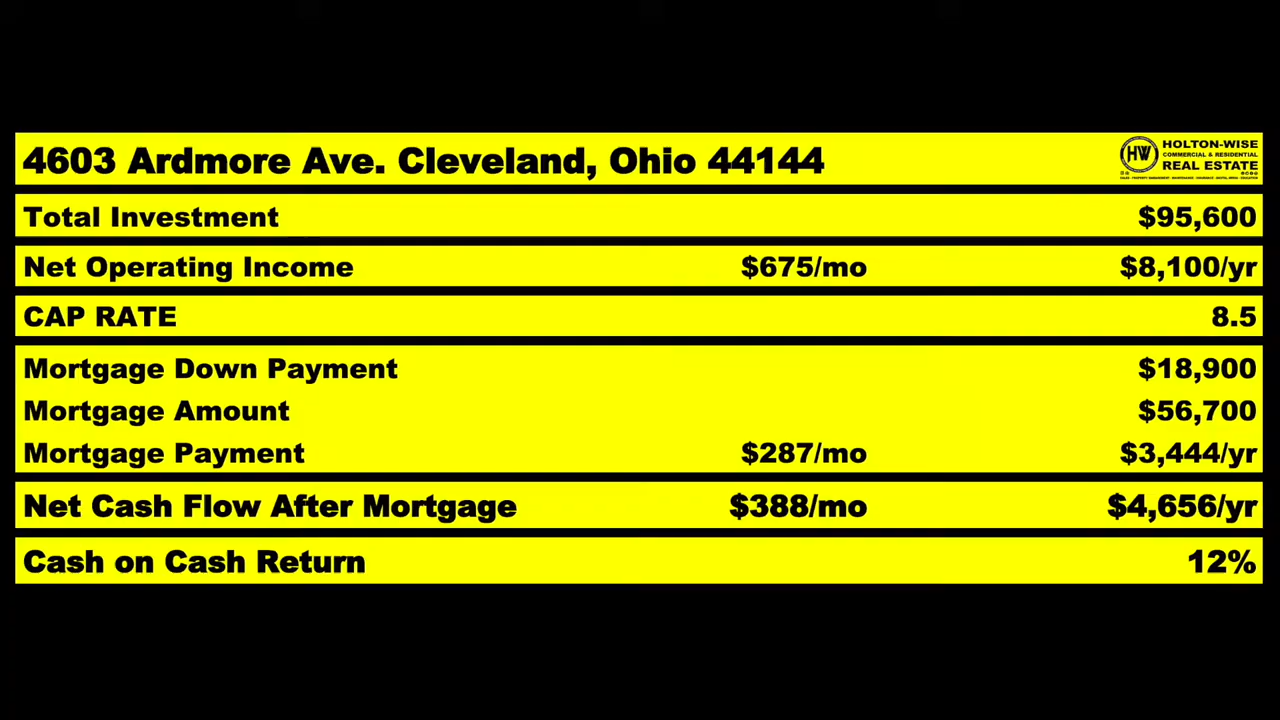 4603 Ardmore Ave. Cleveland, Ohio 44144
HW
HOLTON-WISE
COMMERCIAL & RESIDENTIAL
REAL ESTATE
Total Investment $95,600
Net Operating Income $675/mo $8,100/yr
CAP RATE 8.5
Mortgage Down Payment $18,900
Mortgage Amount $56,700
Mortgage Payment $287/mo $3,444/yr
Net Cash Flow After Mortgage $388/mo $4,656/yr
Cash on Cash Return 12%